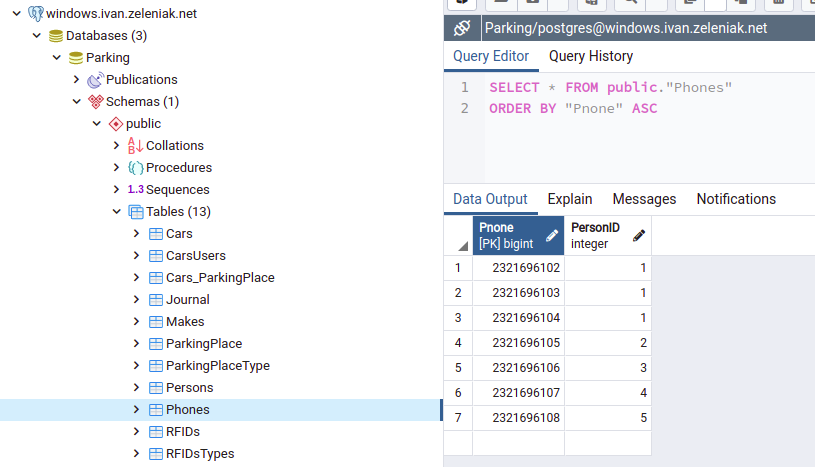 windows.ivan.zeleniak.net
Databases (3)
Parking
Publications
Schemas (1)
public
Collations
Procedures
1..3 Sequences
Tables (13)
Cars
CarsUsers
Cars_ParkingPlace
Journal
Makes
ParkingPlace
ParkingPlaceType
Persons
Phones
RFIDs
RFIDsTypes
Parking/postgres@windows.ivan.zeleniak.net
Query Editor Query History
1 SELECT * FROM public."Phones"
2 ORDER BY "Pnone" ASC
Data Output Explain Messages Notifications
Pnone PersonID
[PK] bigint integer
1 2321696102 1
2 2321696103 1
3 2321696104 1
4 2321696105 2
5 2321696106 3
6 2321696107 4
7 2321696108 5